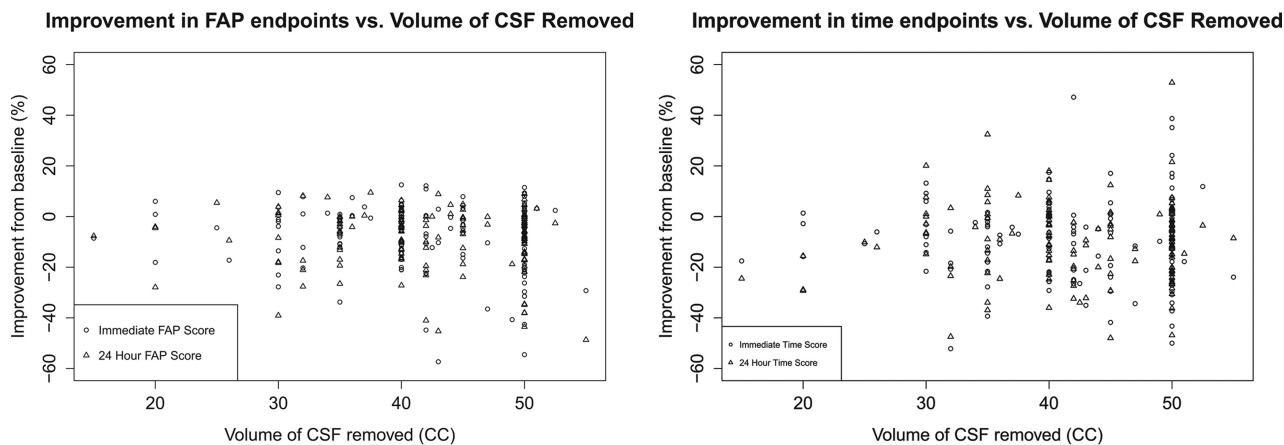 Improvement in FAP endpoints vs. Volume of CSF Removed
Improvement from baseline (%)
60
40
20
0
−20
−40
−60
Immediate FAP Score
24 Hour FAP Score
20
30
40
50
Volume of CSF removed (CC)
Improvement in time endpoints vs. Volume of CSF Removed
Improvement from baseline (%)
60
40
20
0
−20
−40
−60
Immediate Time Score
24 Hour Time Score
20
30
40
50
Volume of CSF removed (CC)